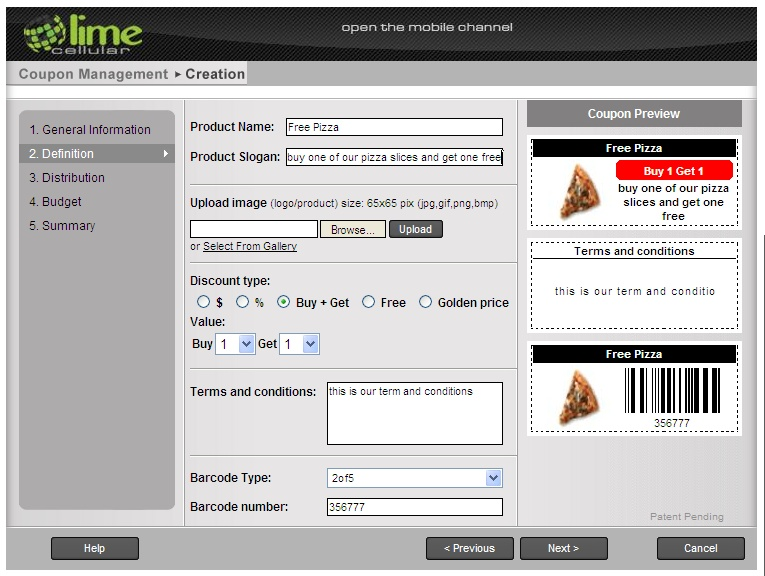 lime
cellular
open the mobile channel
Coupon Management ▸ Creation
1. General Information
2. Definition
3. Distribution
4. Budget
5. Summary
Product Name: Free Pizza
Product Slogan: buy one of our pizza slices and get one free
Upload image (logo/product) size: 65x65 pix (jpg,gif,png,bmp)
Browse... Upload
or Select From Gallery
Discount type:
$ % Buy + Get Free Golden price
Value:
Buy 1 Get 1
Terms and conditions: this is our term and conditions
Barcode Type: 2of5
Barcode number: 356777
Coupon Preview
Free Pizza
Buy 1 Get 1
buy one of our pizza
slices and get one
free
Terms and conditions
this is our term and conditio
Free Pizza
356777
Patent Pending
Help < Previous Next > Cancel